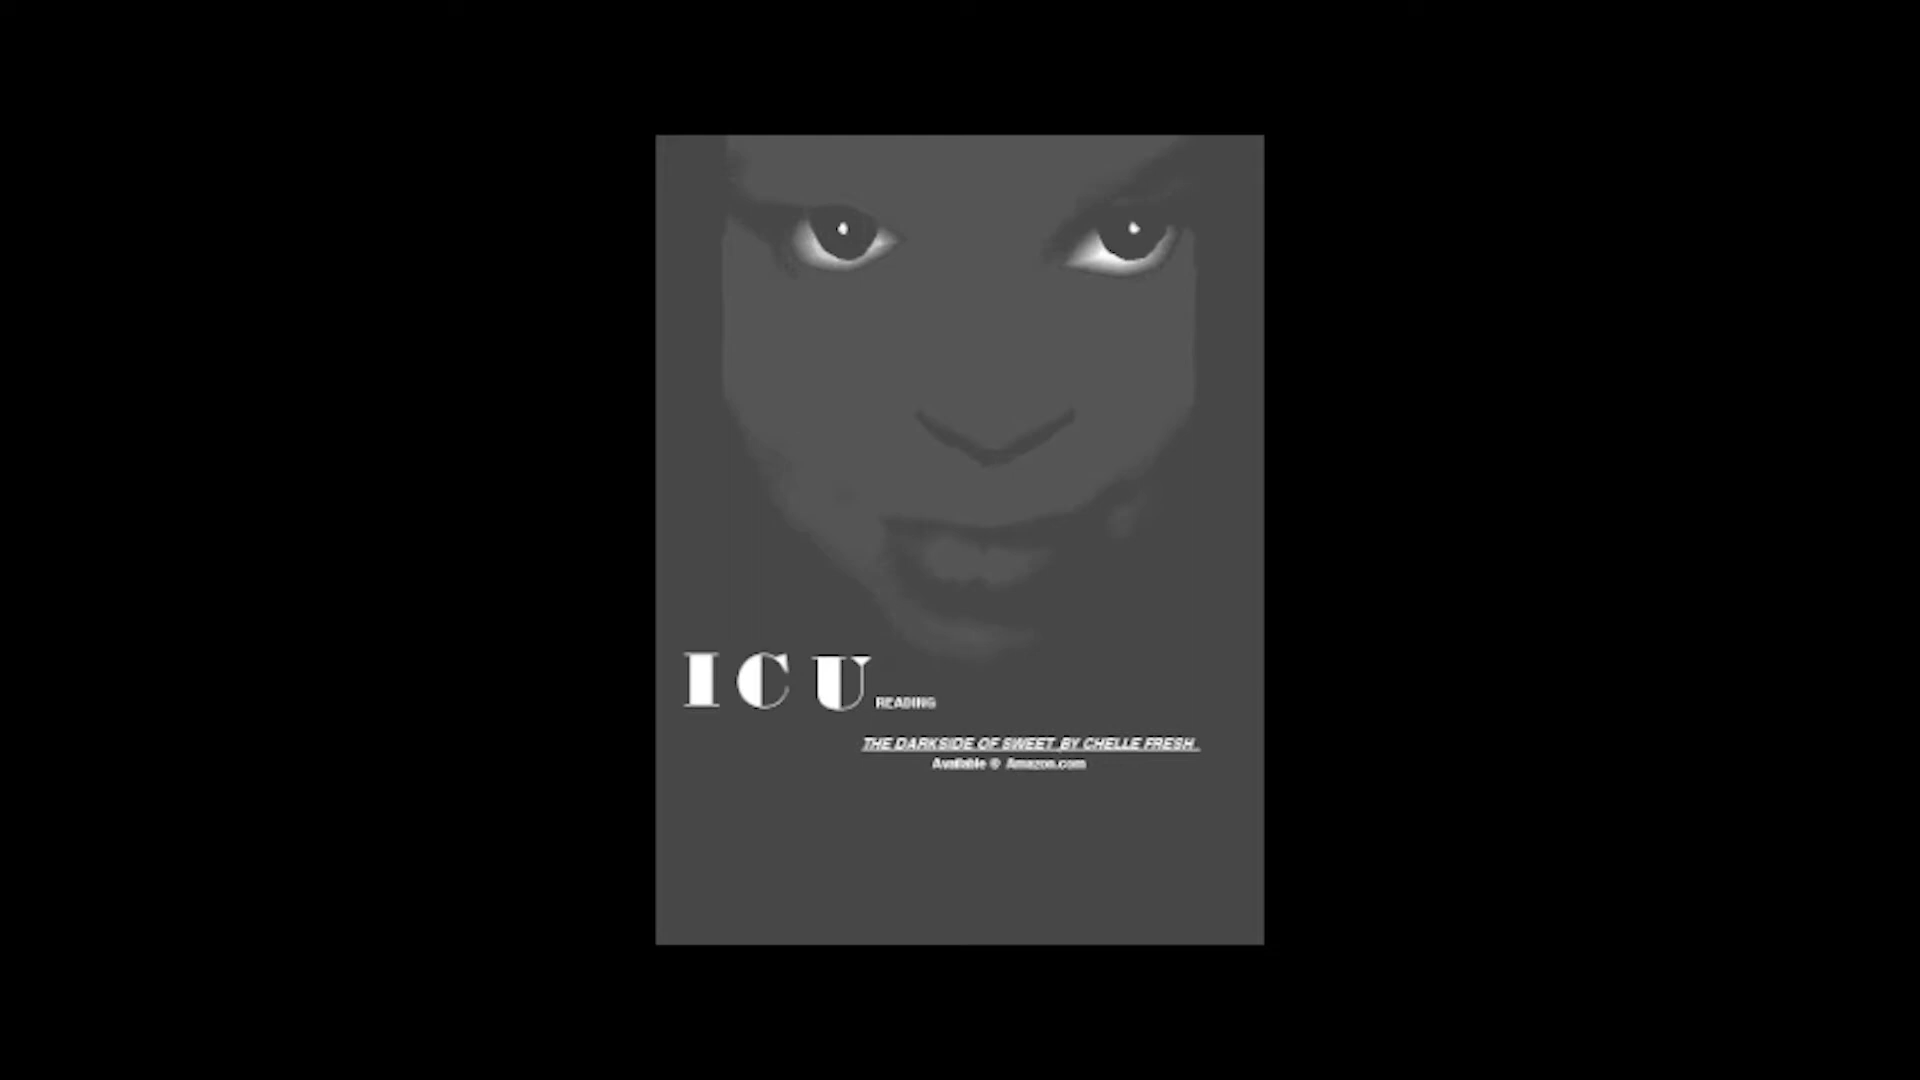 I C U READING
THE DARKSIDE OF SWEET BY CHELLE FRESH
Available @ Amazon.com